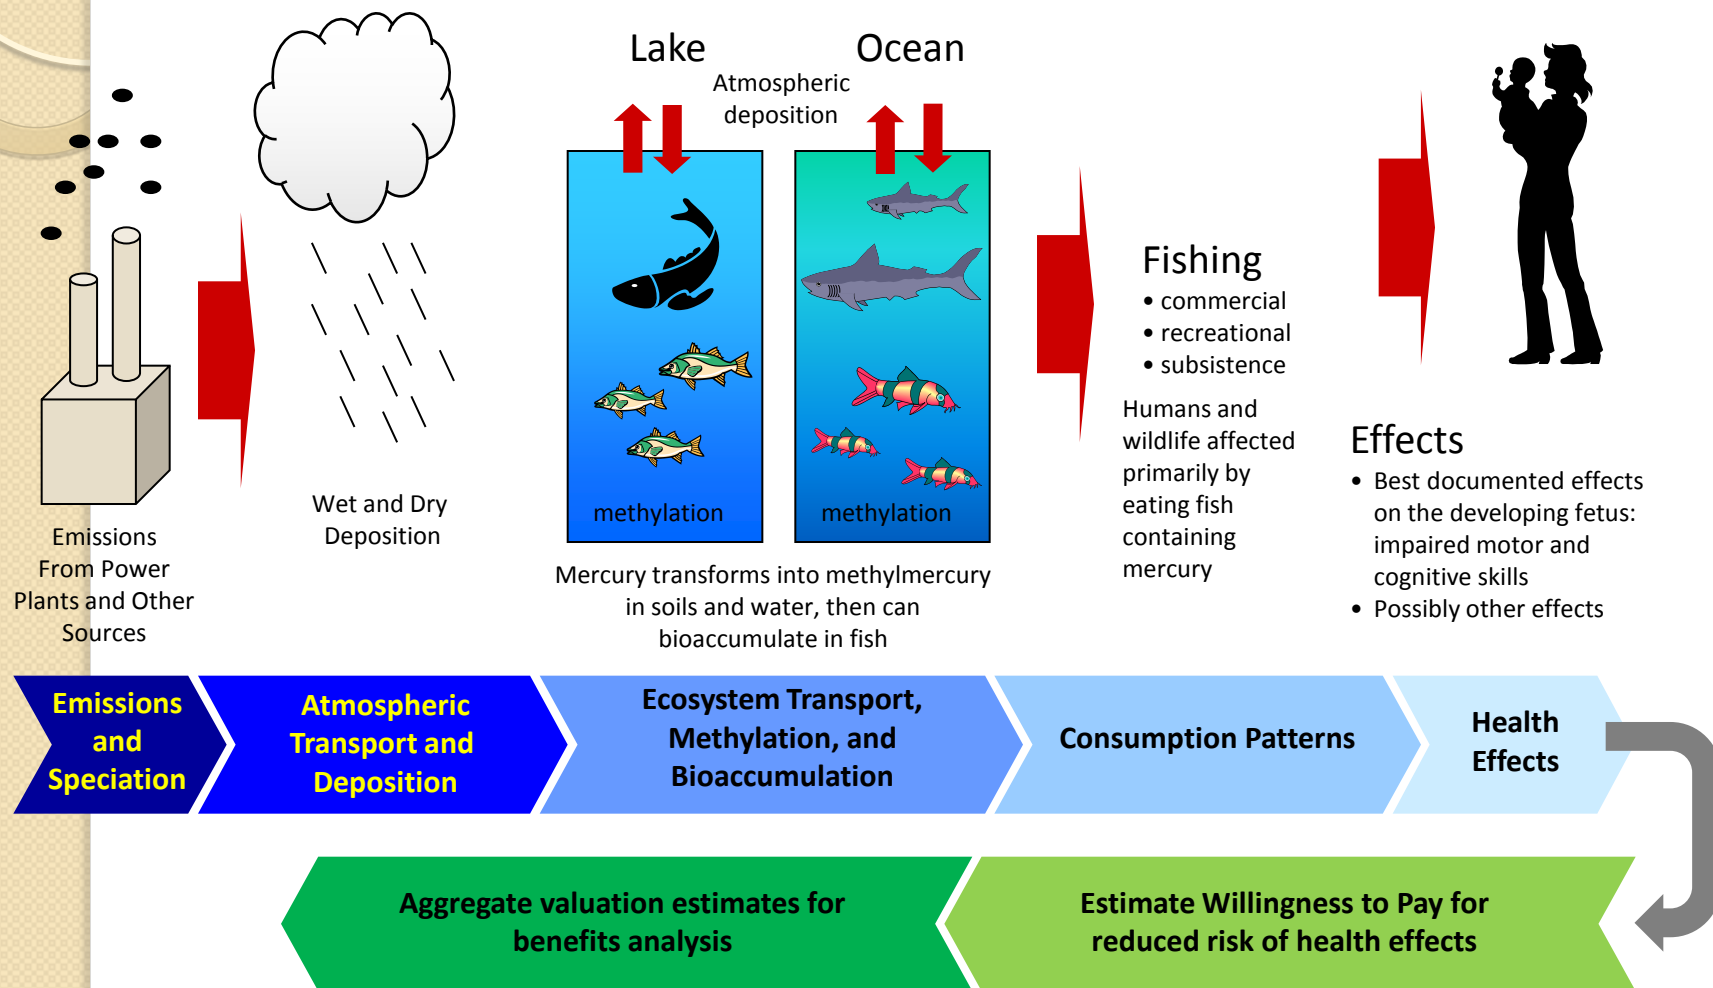 Lake
Ocean
Atmospheric
deposition
Fishing
• commercial
• recreational
• subsistence
Humans and
wildlife affected
primarily by
eating fish
containing
mercury
Effects
• Best documented effects
on the developing fetus:
impaired motor and
cognitive skills
• Possibly other effects
Wet and Dry
Deposition
methylation
methylation
Emissions
From Power
Plants and Other
Sources
Mercury transforms into methylmercury
in soils and water, then can
bioaccumulate in fish
Emissions
and
Speciation
Atmospheric
Transport and
Deposition
Ecosystem Transport,
Methylation, and
Bioaccumulation
Consumption Patterns
Health
Effects
Aggregate valuation estimates for
benefits analysis
Estimate Willingness to Pay for
reduced risk of health effects